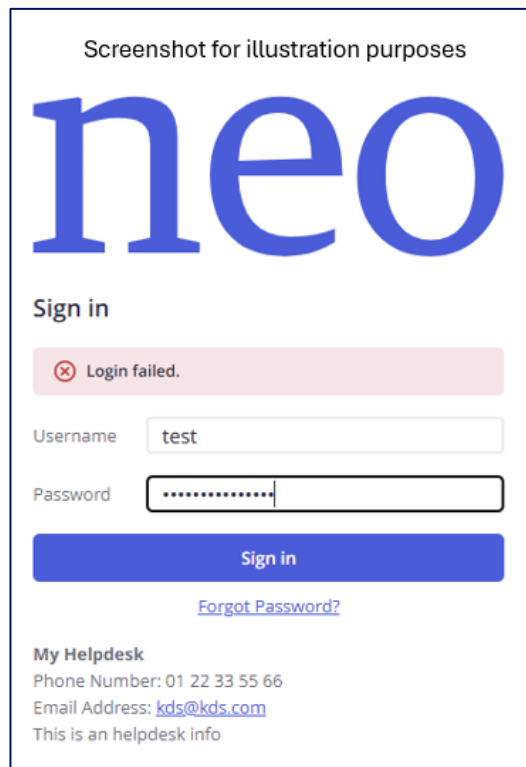 Screenshot for illustration purposes
neo
Sign in
Login failed.
Username test
Password •••••••••••••••
Sign in
Forgot Password?
My Helpdesk
Phone Number: 01 22 33 55 66
Email Address: kds@kds.com
This is an helpdesk info